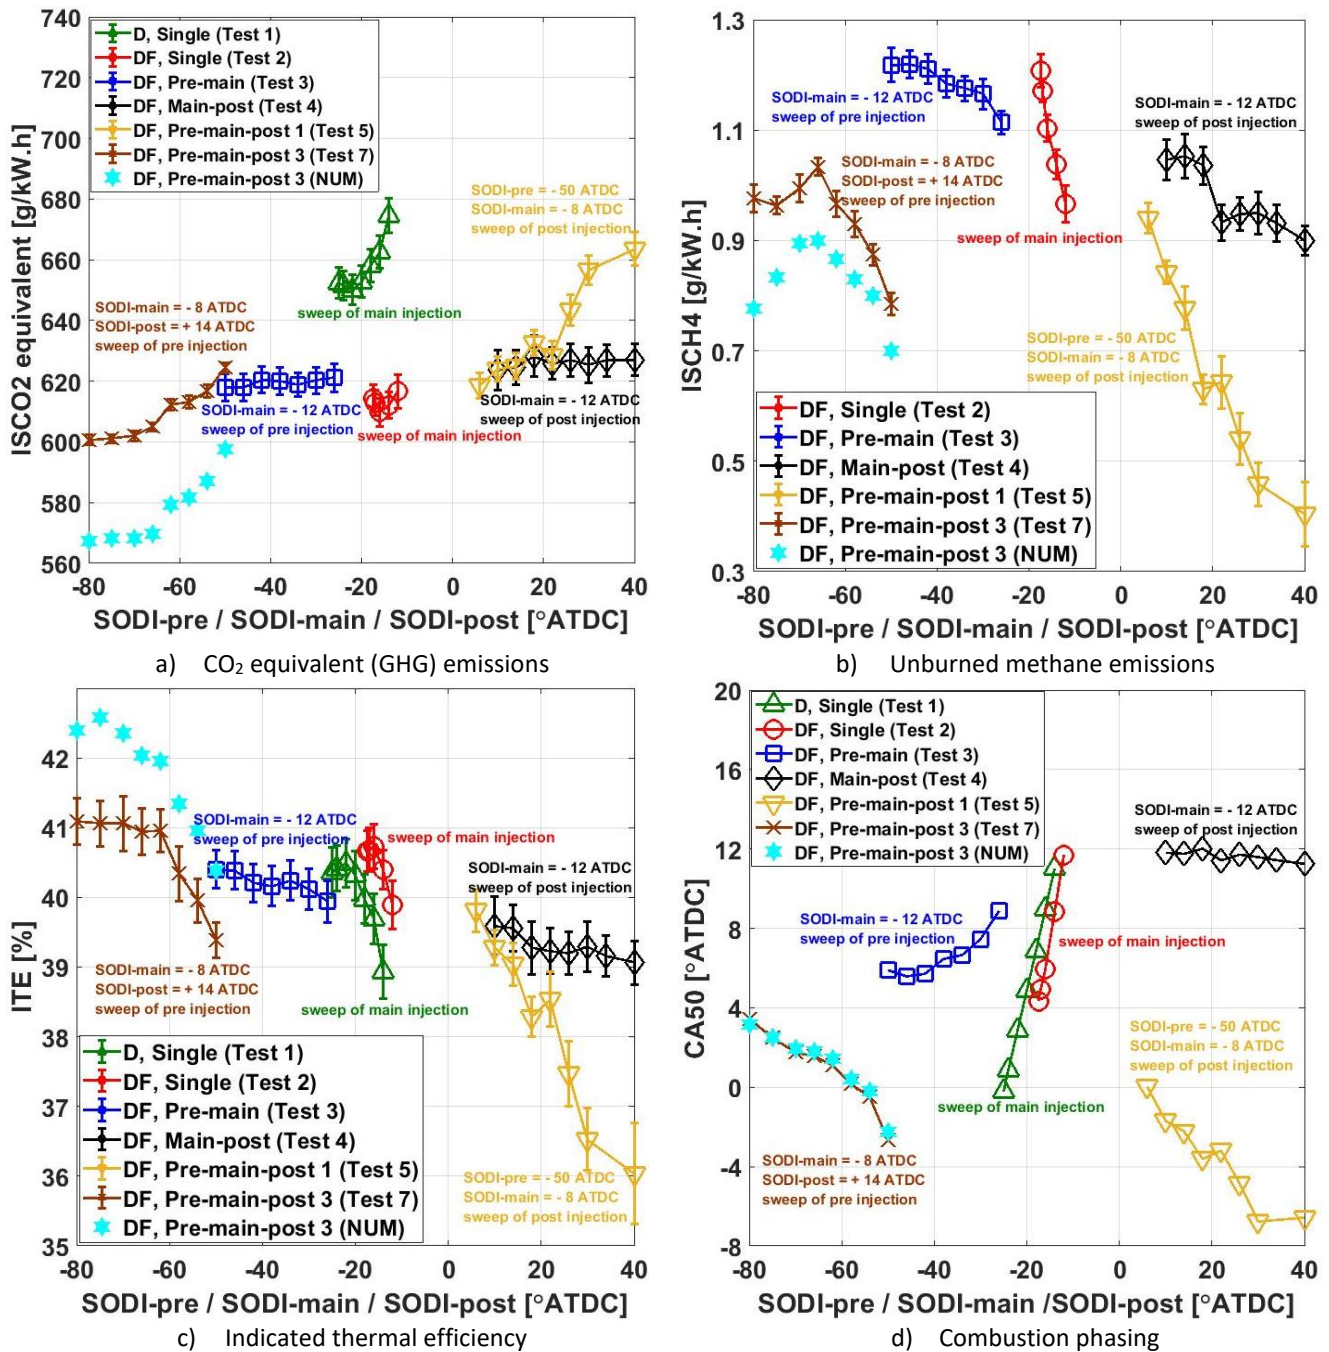 740
720
700
680
660
640
620
600
580
560
ISCO2 equivalent [g/kW.h]
D, Single (Test 1)
DF, Single (Test 2)
DF, Pre-main (Test 3)
DF, Main-post (Test 4)
DF, Pre-main-post 1 (Test 5)
DF, Pre-main-post 3 (Test 7)
DF, Pre-main-post 3 (NUM)
SODI-pre = - 50 ATDC
SODI-main = - 8 ATDC
sweep of post injection
SODI-main = - 8 ATDC
SODI-post = + 14 ATDC
sweep of pre injection
sweep of main injection
SODI-main = - 12 ATDC
sweep of pre injection
SODI-main = - 12 ATDC
sweep of post injection
sweep of main injection
-80 -60 -40 -20 0 20 40
SODI-pre / SODI-main / SODI-post [°ATDC]
a) CO2 equivalent (GHG) emissions
1.3
1.1
0.9
0.7
0.5
0.3
ISCH4 [g/kW.h]
SODI-main = - 12 ATDC
sweep of pre injection
SODI-main = - 12 ATDC
sweep of post injection
SODI-main = - 8 ATDC
SODI-post = + 14 ATDC
sweep of pre injection
sweep of main injection
SODI-pre = - 50 ATDC
SODI-main = - 8 ATDC
sweep of post injection
DF, Single (Test 2)
DF, Pre-main (Test 3)
DF, Main-post (Test 4)
DF, Pre-main-post 1 (Test 5)
DF, Pre-main-post 3 (Test 7)
DF, Pre-main-post 3 (NUM)
-80 -60 -40 -20 0 20 40
SODI-pre / SODI-main / SODI-post [°ATDC]
b) Unburned methane emissions
42
41
40
39
38
37
36
35
ITE [%]
SODI-main = - 12 ATDC
sweep of pre injection
sweep of main injection
SODI-main = - 12 ATDC
sweep of post injection
SODI-main = - 8 ATDC
SODI-post = + 14 ATDC
sweep of pre injection
sweep of main injection
D, Single (Test 1)
DF, Single (Test 2)
DF, Pre-main (Test 3)
DF, Main-post (Test 4)
DF, Pre-main-post 1 (Test 5)
DF, Pre-main-post 3 (Test 7)
DF, Pre-main-post 3 (NUM)
SODI-pre = - 50 ATDC
SODI-main = - 8 ATDC
sweep of post injection
-80 -60 -40 -20 0 20 40
SODI-pre / SODI-main / SODI-post [°ATDC]
c) Indicated thermal efficiency
20
16
12
8
4
0
-4
-8
CA50 [°ATDC]
D, Single (Test 1)
DF, Single (Test 2)
DF, Pre-main (Test 3)
DF, Main-post (Test 4)
DF, Pre-main-post 1 (Test 5)
DF, Pre-main-post 3 (Test 7)
DF, Pre-main-post 3 (NUM)
SODI-main = - 12 ATDC
sweep of post injection
SODI-main = - 12 ATDC
sweep of pre injection
sweep of main injection
SODI-pre = - 50 ATDC
SODI-main = - 8 ATDC
sweep of post injection
sweep of main injection
SODI-main = - 8 ATDC
SODI-post = + 14 ATDC
sweep of pre injection
-80 -60 -40 -20 0 20 40
SODI-pre / SODI-main /SODI-post [°ATDC]
d) Combustion phasing